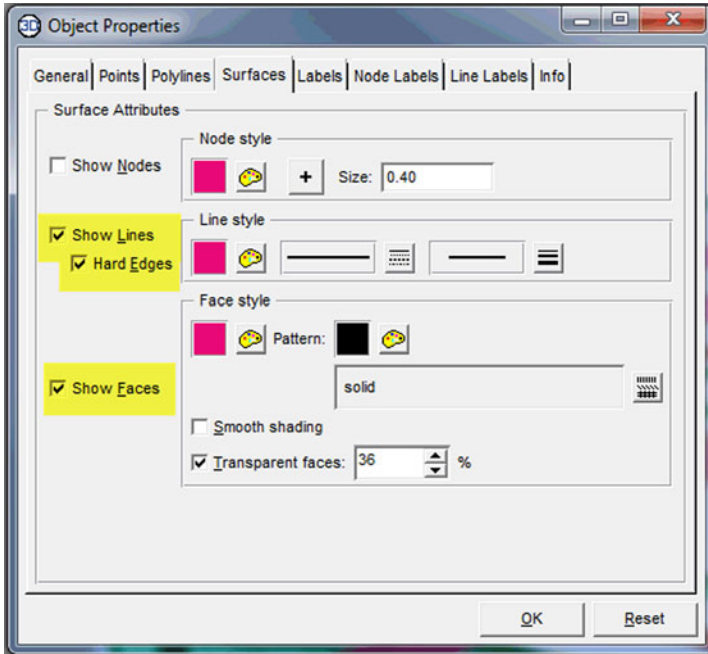 3D Object Properties
General Points Polylines Surfaces Labels Node Labels Line Labels Info
Surface Attributes
Node style
Show Nodes
+ Size: 0.40
Line style
Show Lines
Hard Edges
Face style
Pattern:
Show Faces
solid
Smooth shading
Transparent faces: 36 %
OK Reset